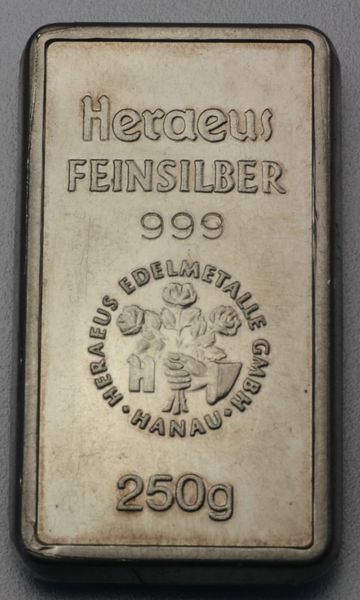 Heraeus
FEINSILBER
999
HERAEUS EDELMETALLE GMBH
· HANAU ·
H
250g